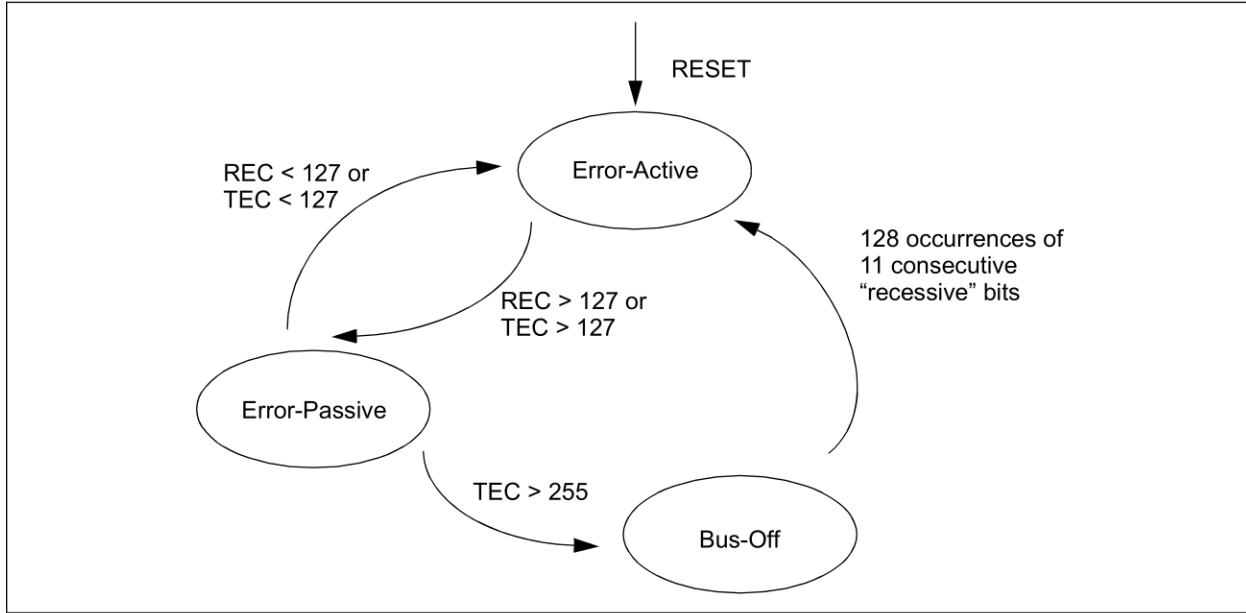 RESET
Error-Active
REC < 127 or
TEC < 127
128 occurrences of
11 consecutive
“recessive” bits
REC > 127 or
TEC > 127
Error-Passive
TEC > 255
Bus-Off